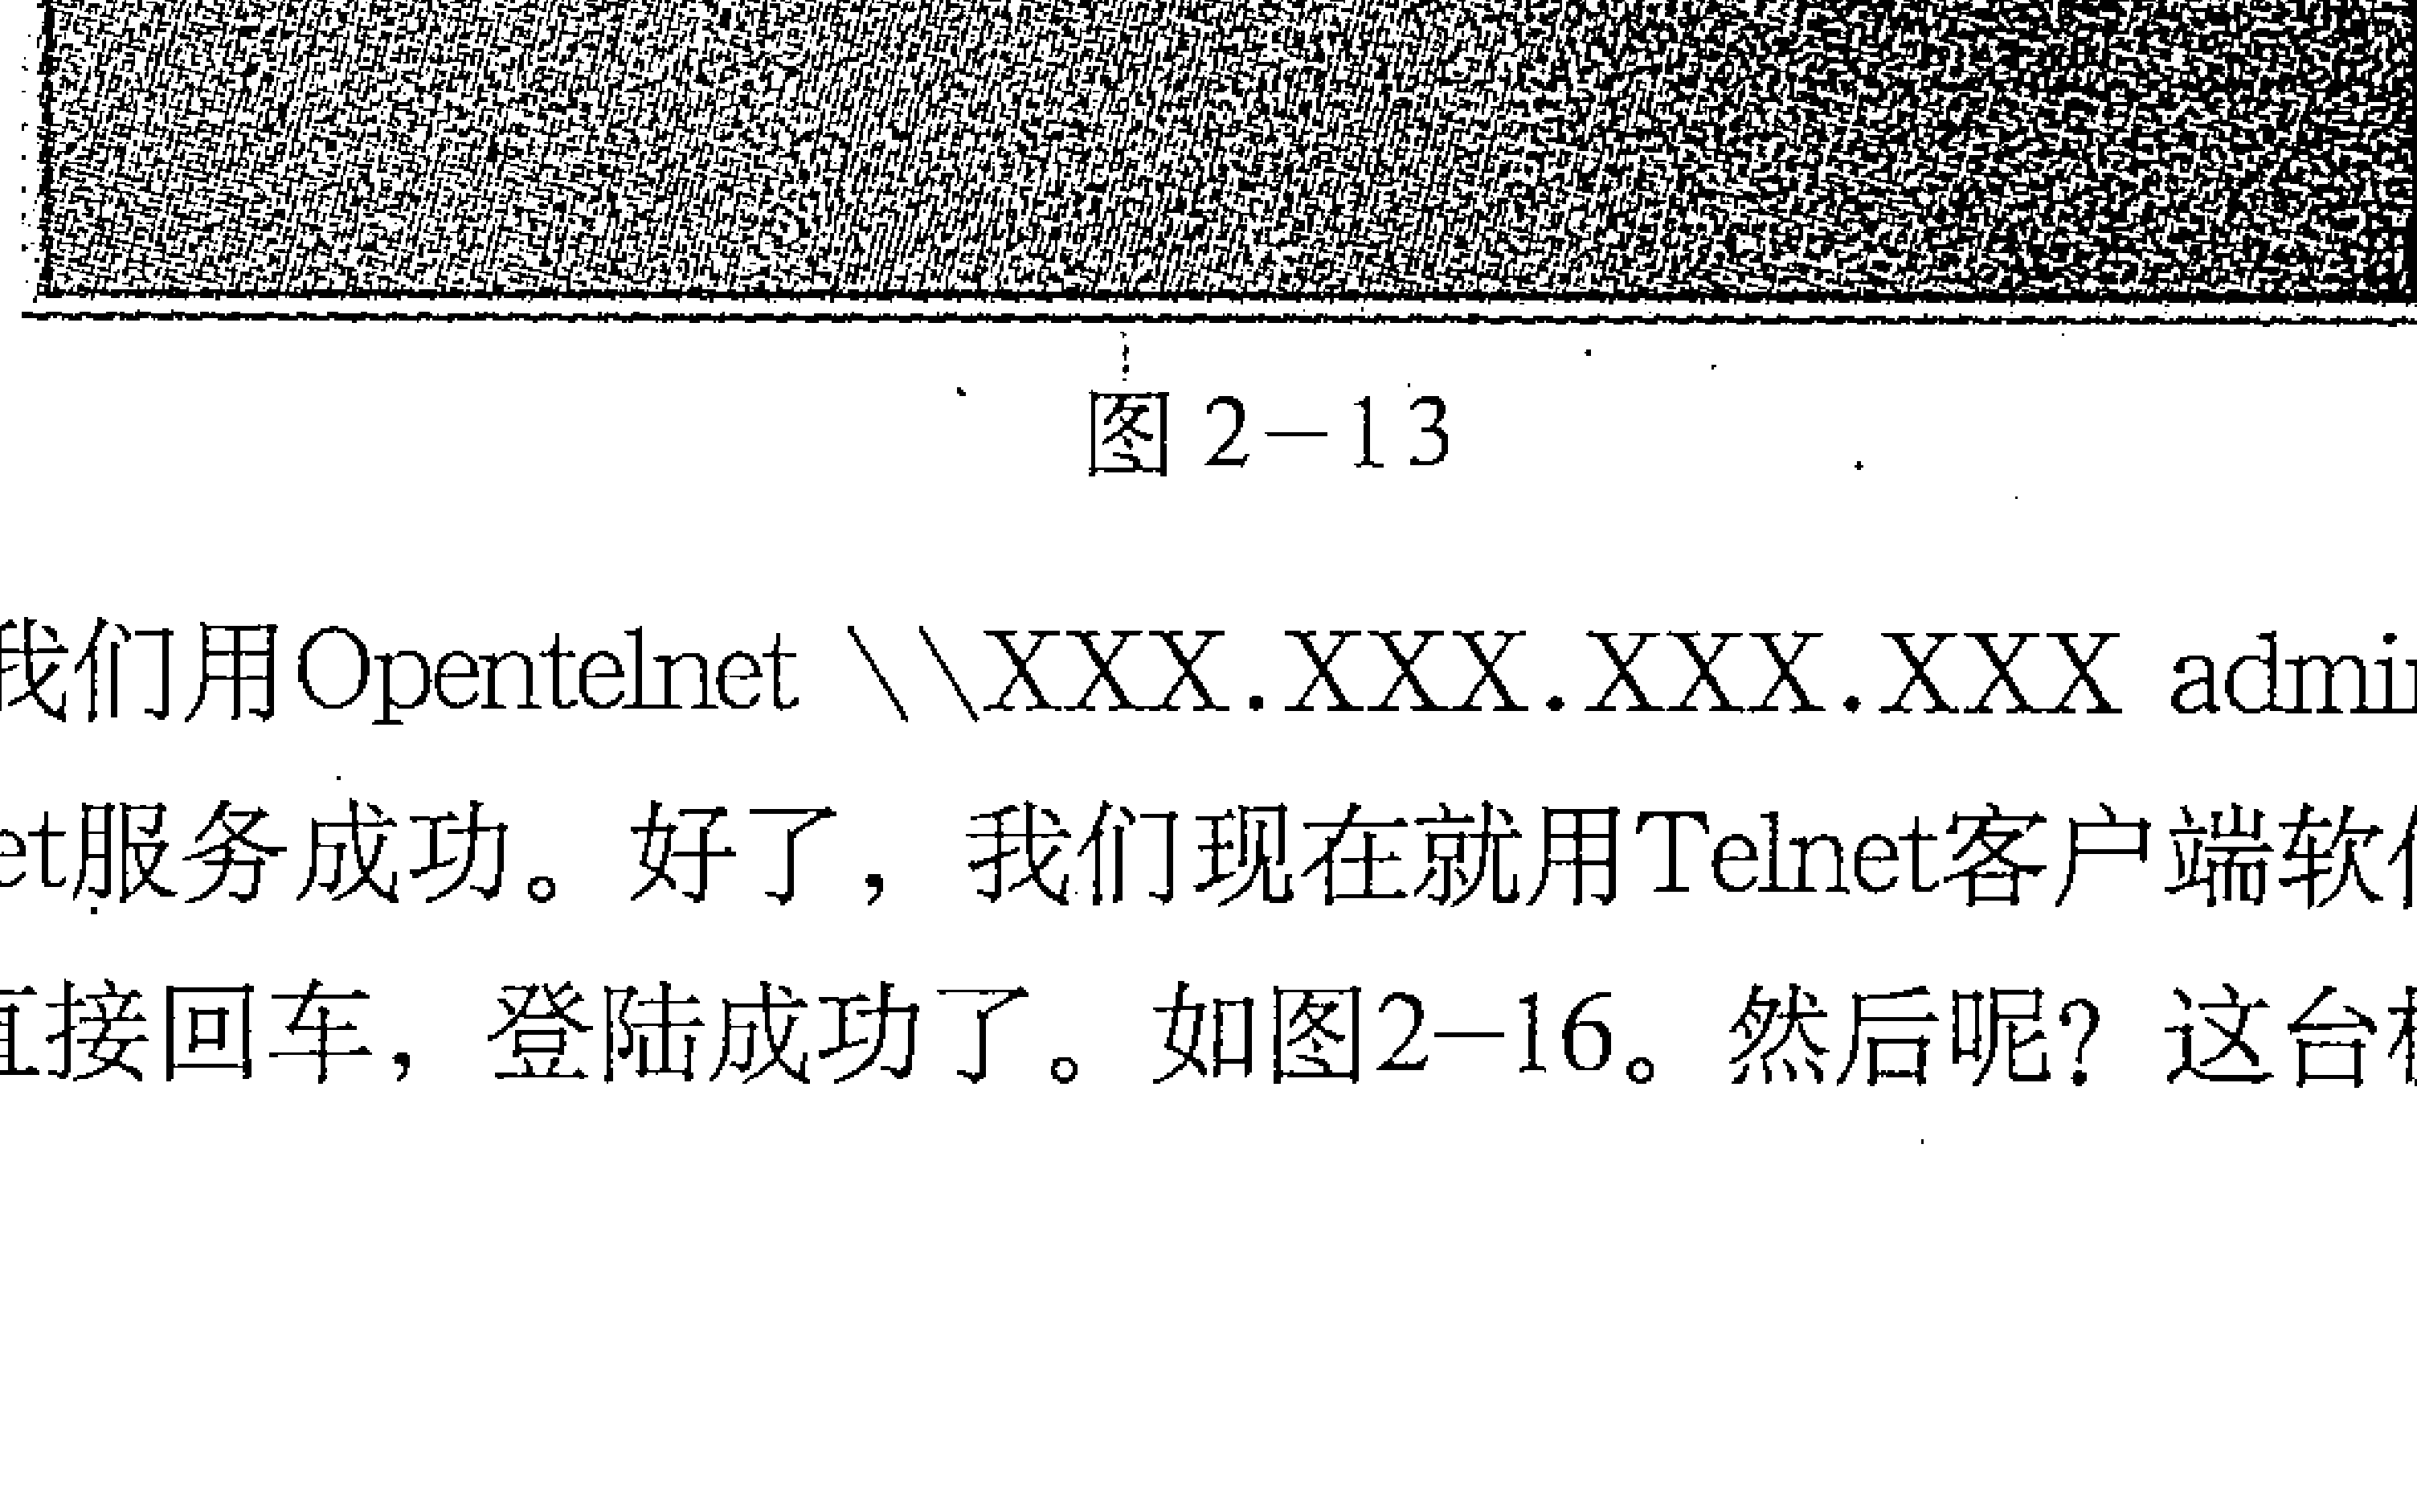 图 2-13
我们用Opentelnet \\XXX.XXX.XXX.XXX
et服务成功。好了，我们现在就用Telnet客户端软
直接回车，登陆成功了。如图2-16。然后呢？这台